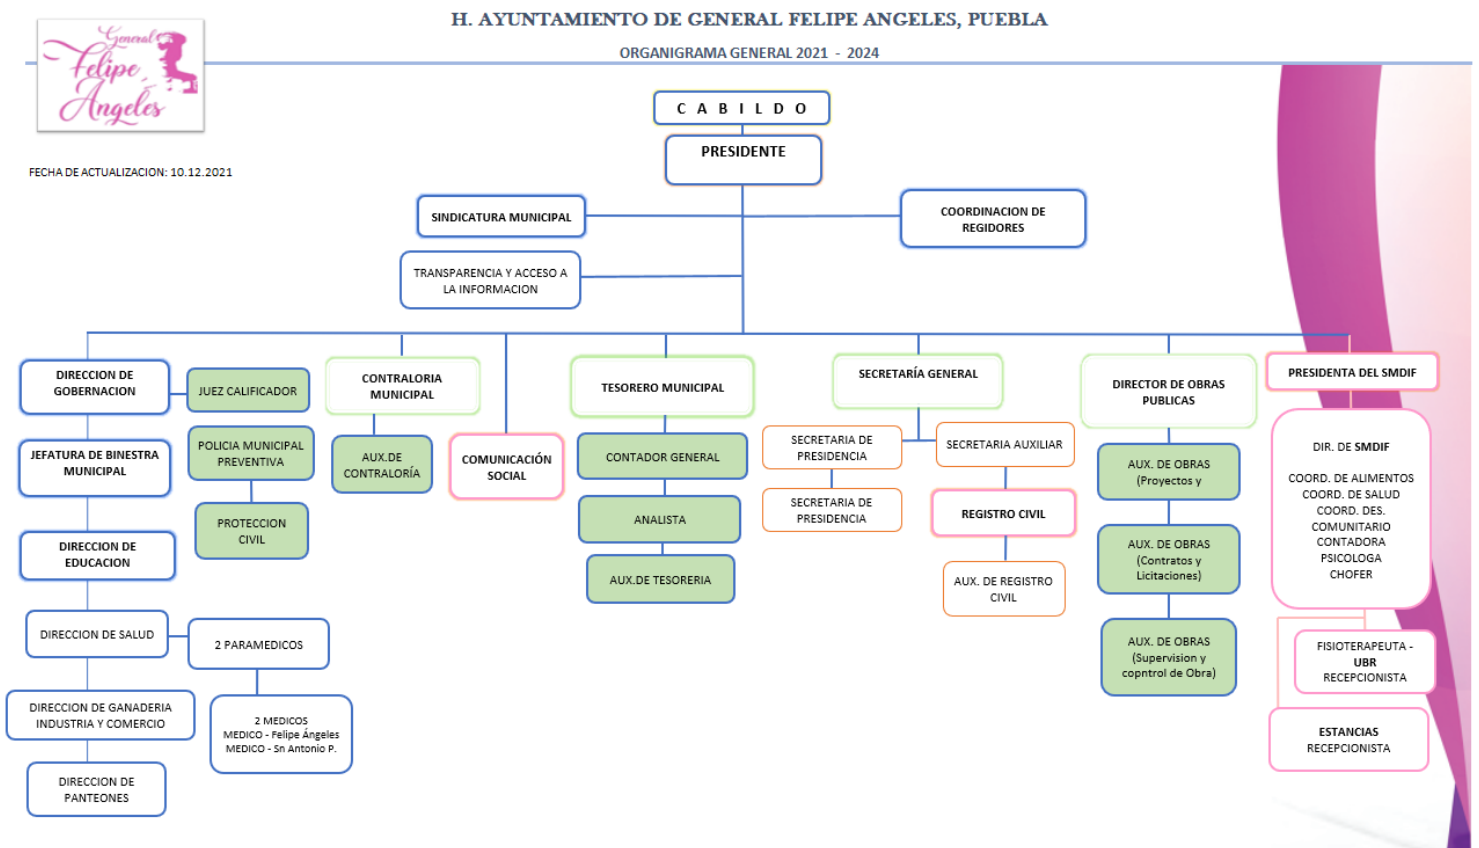 H. AYUNTAMIENTO DE GENERAL FELIPE ANGELES, PUEBLA
ORGANIGRAMA GENERAL 2021 - 2024
General
Felipe
Ángeles
FECHA DE ACTUALIZACION: 10.12.2021
C A B I L D O
PRESIDENTE
SINDICATURA MUNICIPAL
COORDINACION DE
REGIDORES
TRANSPARENCIA Y ACCESO A
LA INFORMACION
DIRECCION DE
GOBERNACION
JUEZ CALIFICADOR
POLICIA MUNICIPAL
PREVENTIVA
PROTECCION
CIVIL
JEFATURA DE BINESTRA
MUNICIPAL
DIRECCION DE
EDUCACION
DIRECCION DE SALUD
2 PARAMEDICOS
2 MEDICOS
MEDICO - Felipe Ángeles
MEDICO - Sn Antonio P.
DIRECCION DE GANADERIA
INDUSTRIA Y COMERCIO
DIRECCION DE
PANTEONES
CONTRALORIA
MUNICIPAL
AUX.DE
CONTRALORÍA
COMUNICACIÓN
SOCIAL
TESORERO MUNICIPAL
CONTADOR GENERAL
ANALISTA
AUX.DE TESORERIA
SECRETARÍA GENERAL
SECRETARIA DE
PRESIDENCIA
SECRETARIA DE
PRESIDENCIA
SECRETARIA AUXILIAR
REGISTRO CIVIL
AUX. DE REGISTRO
CIVIL
DIRECTOR DE OBRAS
PUBLICAS
AUX. DE OBRAS
(Proyectos y
AUX. DE OBRAS
(Contratos y
Licitaciones)
AUX. DE OBRAS
(Supervision y
copntrol de Obra)
PRESIDENTA DEL SMDIF
DIR. DE SMDIF
COORD. DE ALIMENTOS
COORD. DE SALUD
COORD. DES.
COMUNITARIO
CONTADORA
PSICOLOGA
CHOFER
FISIOTERAPEUTA -
UBR
RECEPCIONISTA
ESTANCIAS
RECEPCIONISTA